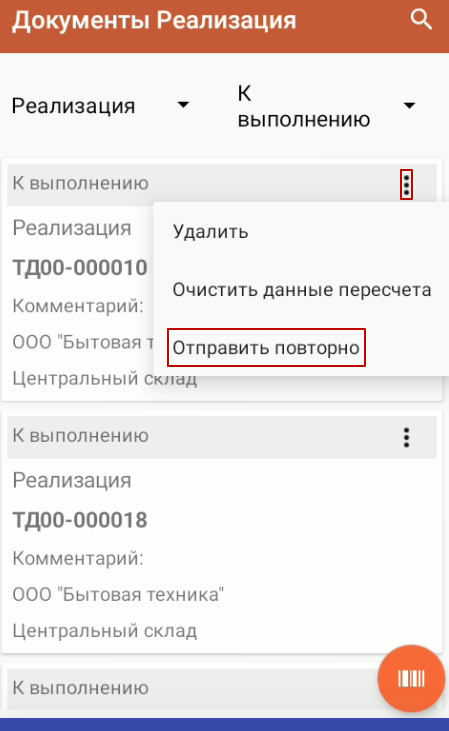 Документы Реализация
Реализация
К
выполнению
К выполнению
Реализация
ТД00-000010
Комментарий:
ООО "Бытовая т
Центральный склад
Удалить
Очистить данные пересчета
Отправить повторно
К выполнению
Реализация
ТД00-000018
Комментарий:
ООО "Бытовая техника"
Центральный склад
К выполнению